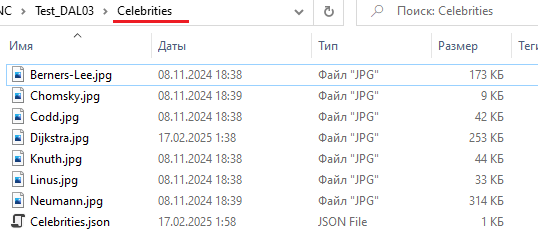 NC > Test_DAL03 > Celebrities
Поиск: Celebrities
Имя Даты Тип Размер Теги
Berners-Lee.jpg 08.11.2024 18:38 Файл "JPG" 173 КБ
Chomsky.jpg 08.11.2024 18:39 Файл "JPG" 9 КБ
Codd.jpg 08.11.2024 18:38 Файл "JPG" 42 КБ
Dijkstra.jpg 17.02.2025 1:38 Файл "JPG" 253 КБ
Knuth.jpg 08.11.2024 18:38 Файл "JPG" 44 КБ
Linus.jpg 08.11.2024 18:38 Файл "JPG" 33 КБ
Neumann.jpg 08.11.2024 18:39 Файл "JPG" 314 КБ
Celebrities.json 17.02.2025 1:58 JSON File 1 КБ